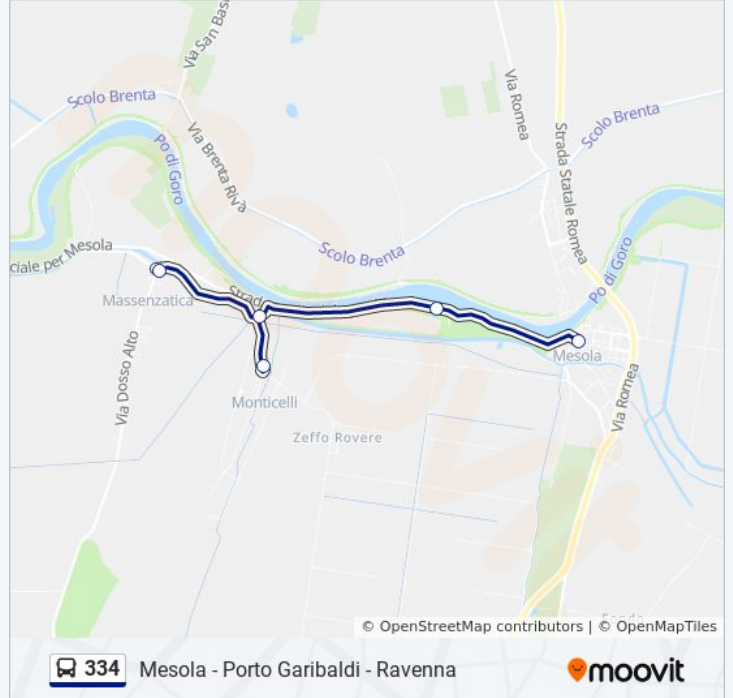 Via San Bas
Scolo Brenta
Via Romea
Strada Statale Romea
Scolo Brenta
Po di Goro
Via Brenta Riva
Scolo Brenta
Po di Goro
ciale per Mesola
Massenzatica
Strad
Mesola
Via Dosso Alto
Monticelli
Via Romea
Zeffo Rovere
© OpenStreetMap contributors | © OpenMapTiles
334 Mesola - Porto Garibaldi - Ravenna
moovit